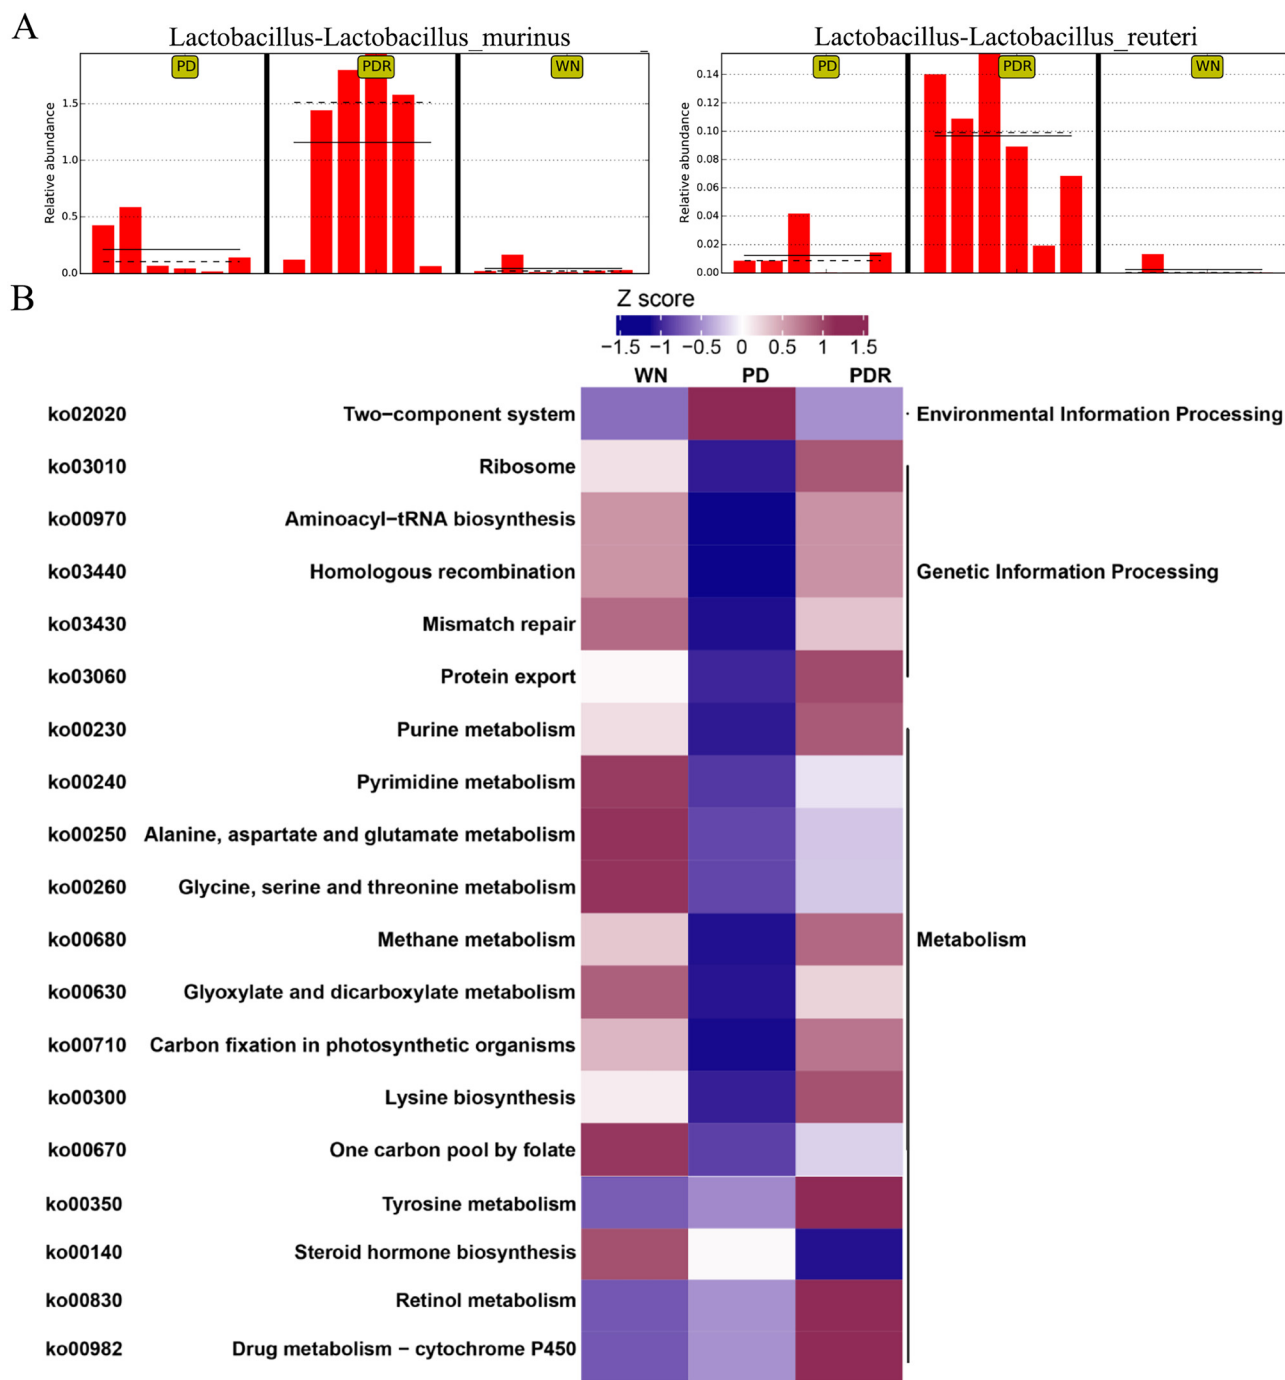 A
Lactobacillus-Lactobacillus_murinus _
Lactobacillus-Lactobacillus_reuteri
PD PDR WN
Relative abundance
1.5
1.0
0.5
0.0
PD PDR WN
Relative abundance
0.14
0.12
0.10
0.08
0.06
0.04
0.02
0.00
B
Z score
−1.5 −1 −0.5 0 0.5 1 1.5
WN PD PDR
ko02020 Two−component system Environmental Information Processing
ko03010 Ribosome
ko00970 Aminoacyl−tRNA biosynthesis
ko03440 Homologous recombination Genetic Information Processing
ko03430 Mismatch repair
ko03060 Protein export
ko00230 Purine metabolism
ko00240 Pyrimidine metabolism
ko00250 Alanine, aspartate and glutamate metabolism
ko00260 Glycine, serine and threonine metabolism
ko00680 Methane metabolism Metabolism
ko00630 Glyoxylate and dicarboxylate metabolism
ko00710 Carbon fixation in photosynthetic organisms
ko00300 Lysine biosynthesis
ko00670 One carbon pool by folate
ko00350 Tyrosine metabolism
ko00140 Steroid hormone biosynthesis
ko00830 Retinol metabolism
ko00982 Drug metabolism − cytochrome P450